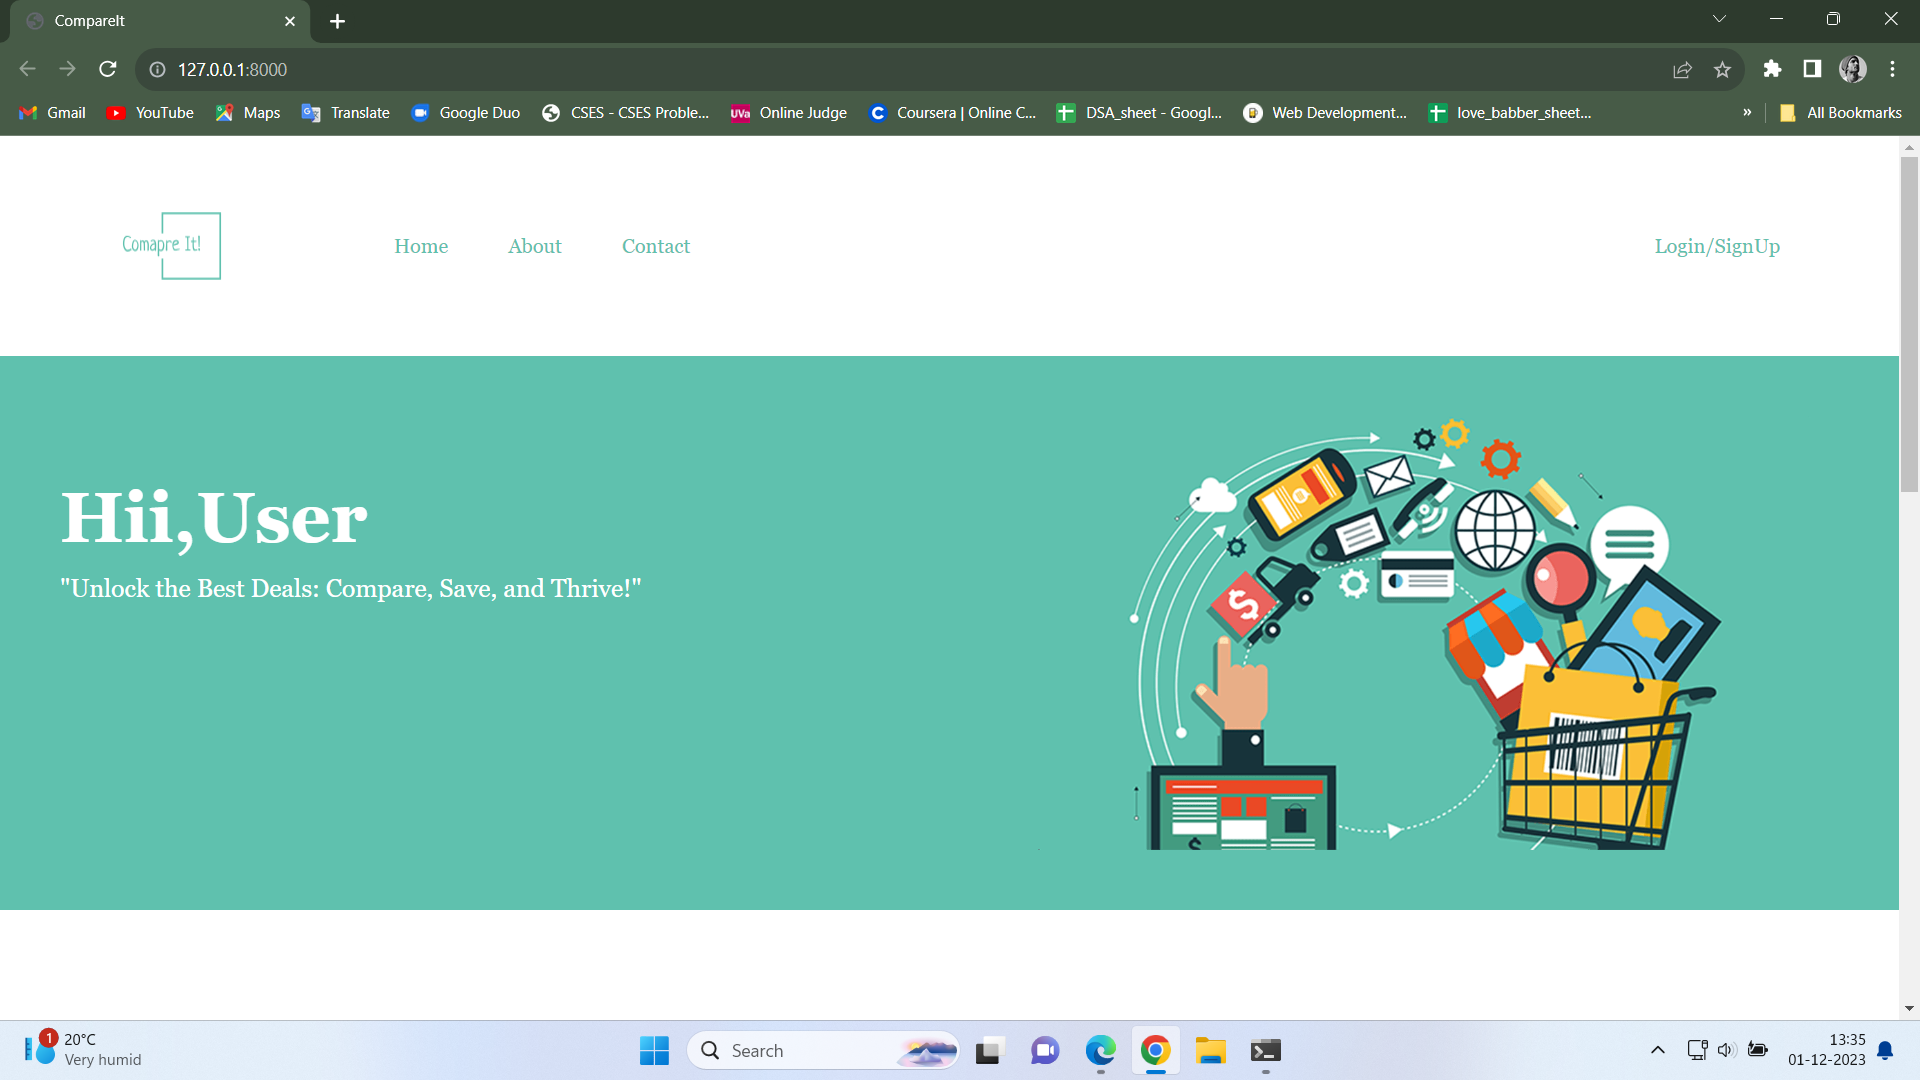 CompareIt
127.0.0.1:8000
Gmail YouTube Maps Translate Google Duo CSES - CSES Proble... UVa Online Judge Coursera | Online C... DSA_sheet - Googl... Web Development... love_babber_sheet... » All Bookmarks
Comapre It! Home About Contact Login/SignUp
Hii,User
"Unlock the Best Deals: Compare, Save, and Thrive!"
$
$
1 20°C
Very humid
Search
13:35
01-12-2023